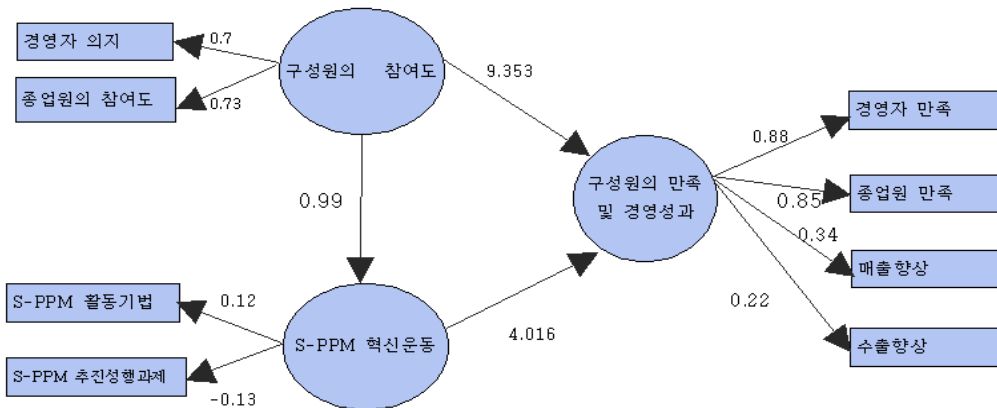 경영자 의지
0.7
종업원의 참여도
0.73
구성원의 참여도
9.353
0.99
구성원의 만족
및 경영성과
0.88
경영자 만족
0.85
종업원 만족
0.34
매출향상
0.22
수출향상
S-PPM 활동기법
0.12
S-PPM 추진성행과제
-0.13
S-PPM 혁신운동
4.016